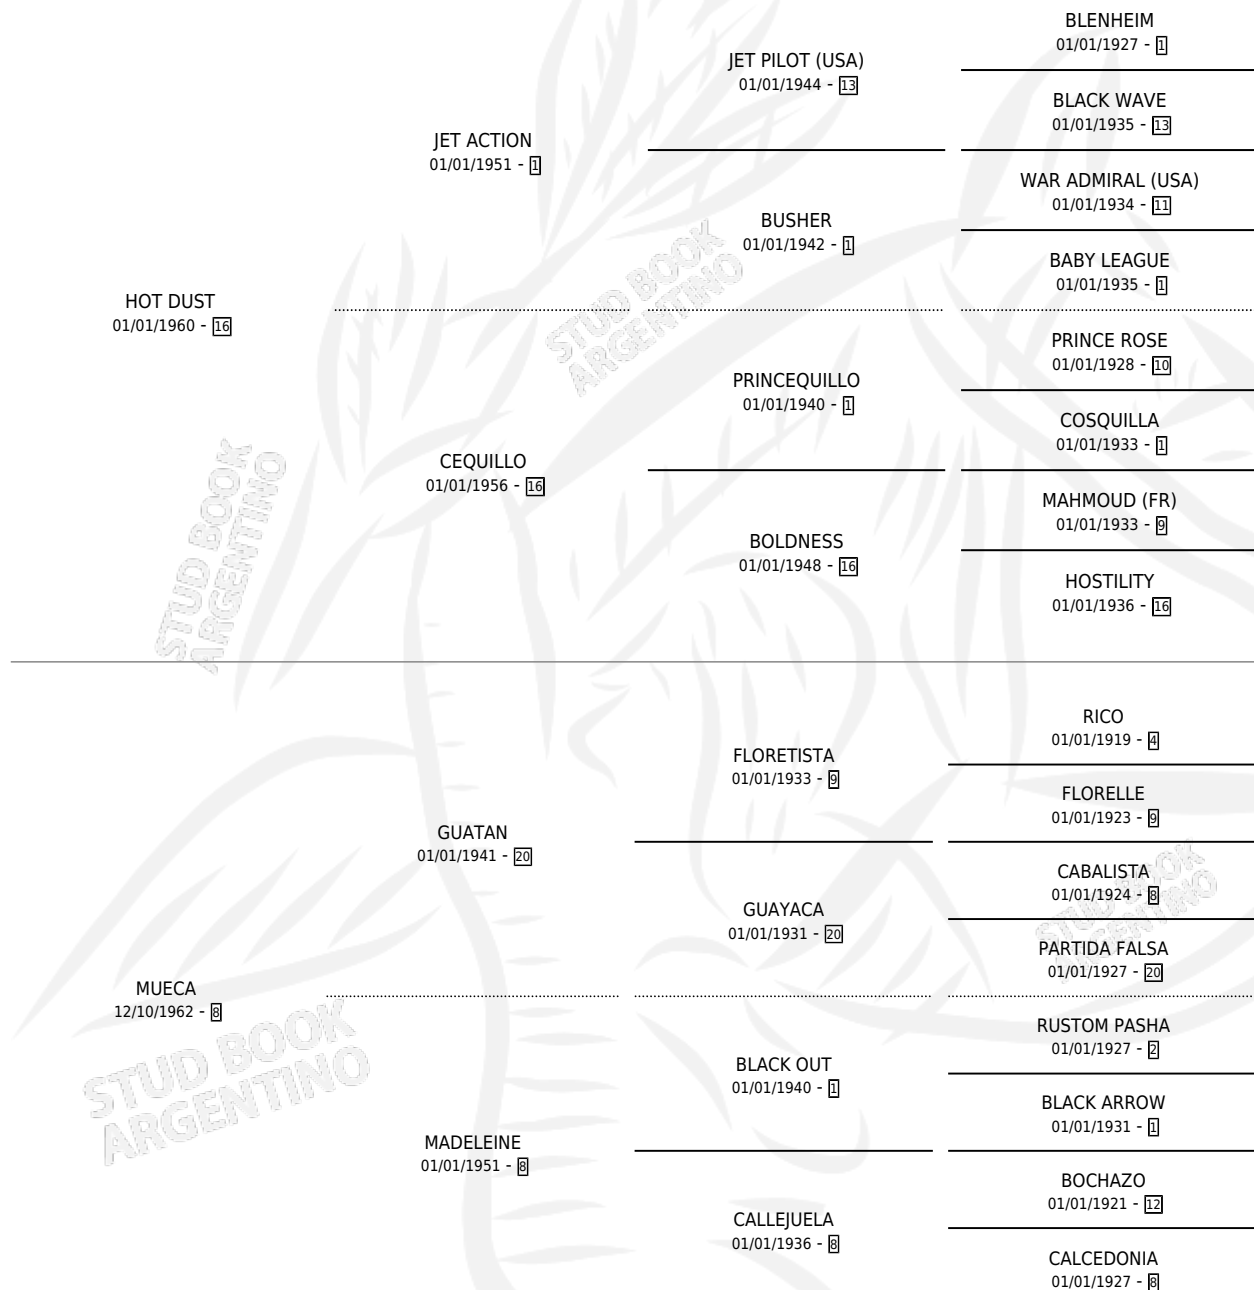 BLENHEIM
01/01/1927 - 1
JET PILOT (USA)
01/01/1944 - 13
BLACK WAVE
01/01/1935 - 13
JET ACTION
01/01/1951 - 1
WAR ADMIRAL (USA)
01/01/1934 - 11
BUSHER
01/01/1942 - 1
BABY LEAGUE
01/01/1935 - 1
HOT DUST
01/01/1960 - 16
PRINCE ROSE
01/01/1928 - 10
PRINCEQUILLO
01/01/1940 - 1
COSQUILLA
01/01/1933 - 1
CEQUILLO
01/01/1956 - 16
MAHMOUD (FR)
01/01/1933 - 9
BOLDNESS
01/01/1948 - 16
HOSTILITY
01/01/1936 - 16
RICO
01/01/1919 - 4
FLORETISTA
01/01/1933 - 9
FLORELLE
01/01/1923 - 9
GUATAN
01/01/1941 - 20
CABALISTA
01/01/1924 - 8
GUAYACA
01/01/1931 - 20
PARTIDA FALSA
01/01/1927 - 20
MUECA
12/10/1962 - 8
RUSTOM PASHA
01/01/1927 - 2
BLACK OUT
01/01/1940 - 1
BLACK ARROW
01/01/1931 - 1
MADELEINE
01/01/1951 - 8
BOCHAZO
01/01/1921 - 12
CALLEJUELA
01/01/1936 - 8
CALCEDONIA
01/01/1927 - 8
STUD BOOK
ARGENTINO
STUD BOOK
ARGENTINO
STUD BOOK
ARGENTINO
STUD BOOK
ARGENTINO